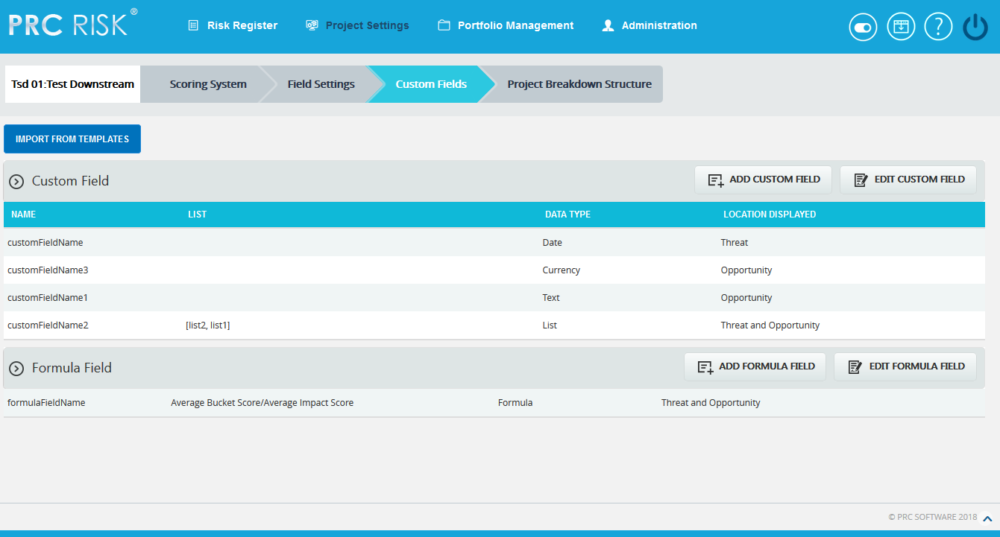 PRC RISK®
Risk Register Project Settings Portfolio Management Administration
?
Tsd 01:Test Downstream Scoring System Field Settings Custom Fields Project Breakdown Structure
IMPORT FROM TEMPLATES
Custom Field ADD CUSTOM FIELD EDIT CUSTOM FIELD
NAME LIST DATA TYPE LOCATION DISPLAYED
customFieldName Date Threat
customFieldName3 Currency Opportunity
customFieldName1 Text Opportunity
customFieldName2 [list2, list1] List Threat and Opportunity
Formula Field ADD FORMULA FIELD EDIT FORMULA FIELD
formulaFieldName Average Bucket Score/Average Impact Score Formula Threat and Opportunity
© PRC SOFTWARE 2018